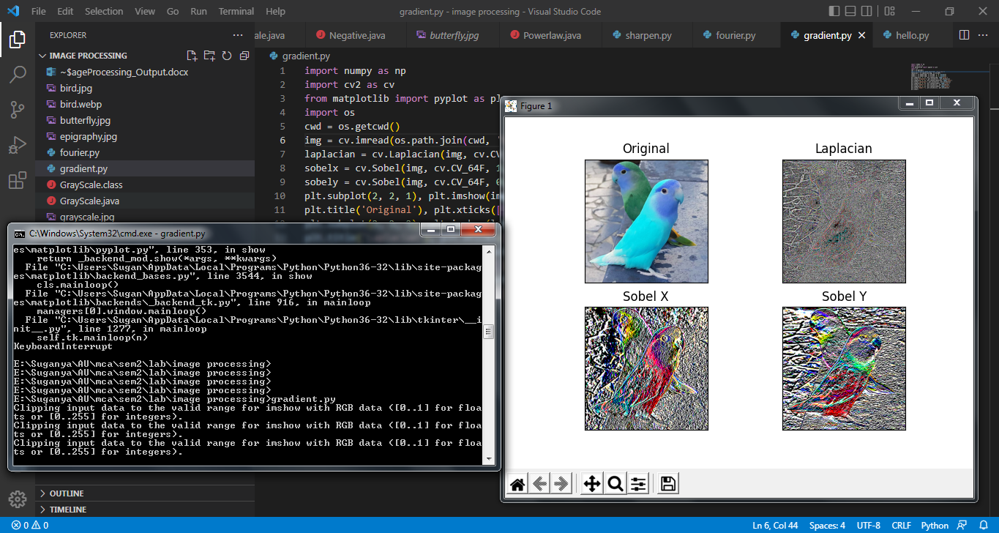 File Edit Selection View Go Run Terminal Help
gradient.py - image processing - Visual Studio Code
EXPLORER
ale.java Negative.java butterfly.jpg Powerlaw.java sharpen.py fourier.py gradient.py hello.py
IMAGE PROCESSING
~$ageProcessing_Output.docx
bird.jpg
bird.webp
butterfly.jpg
epigraphy.jpg
fourier.py
gradient.py
GrayScale.class
GrayScale.java
grayscale.jpg
OUTLINE
TIMELINE
gradient.py
1 import numpy as np
2 import cv2 as cv
3 from matplotlib import pyplot as pl
4 import os
5 cwd = os.getcwd()
6 img = cv.imread(os.path.join(cwd, '
7 laplacian = cv.Laplacian(img, cv.CV
8 sobelx = cv.Sobel(img, cv.CV_64F, 1
9 sobely = cv.Sobel(img, cv.CV_64F, 0
10 plt.subplot(2, 2, 1), plt.imshow(im
11 plt.title('Original'), plt.xticks([
C:\Windows\System32\cmd.exe - gradient.py
es\matplotlib\pyplot.py", line 353, in show
return _backend_mod.show(*args, **kwargs)
File "C:\Users\Sugan\AppData\Local\Programs\Python\Python36-32\lib\site-packag
es\matplotlib\backend_bases.py", line 3544, in show
cls.mainloop()
File "C:\Users\Sugan\AppData\Local\Programs\Python\Python36-32\lib\site-packag
es\matplotlib\backends\_backend_tk.py", line 916, in mainloop
managers[0].window.mainloop()
File "C:\Users\Sugan\AppData\Local\Programs\Python\Python36-32\lib\tkinter\__i
nit__.py", line 1277, in mainloop
self.tk.mainloop(n)
KeyboardInterrupt
E:\Suganya\AU\mca\sem2\lab\image processing>
E:\Suganya\AU\mca\sem2\lab\image processing>
E:\Suganya\AU\mca\sem2\lab\image processing>
E:\Suganya\AU\mca\sem2\lab\image processing>
E:\Suganya\AU\mca\sem2\lab\image processing>gradient.py
Clipping input data to the valid range for imshow with RGB data ([0..1] for floa
ts or [0..255] for integers).
Clipping input data to the valid range for imshow with RGB data ([0..1] for floa
ts or [0..255] for integers).
Clipping input data to the valid range for imshow with RGB data ([0..1] for floa
ts or [0..255] for integers).
Figure 1
Original
Laplacian
Sobel X
Sobel Y
0 0
Ln 6, Col 44 Spaces: 4 UTF-8 CRLF Python